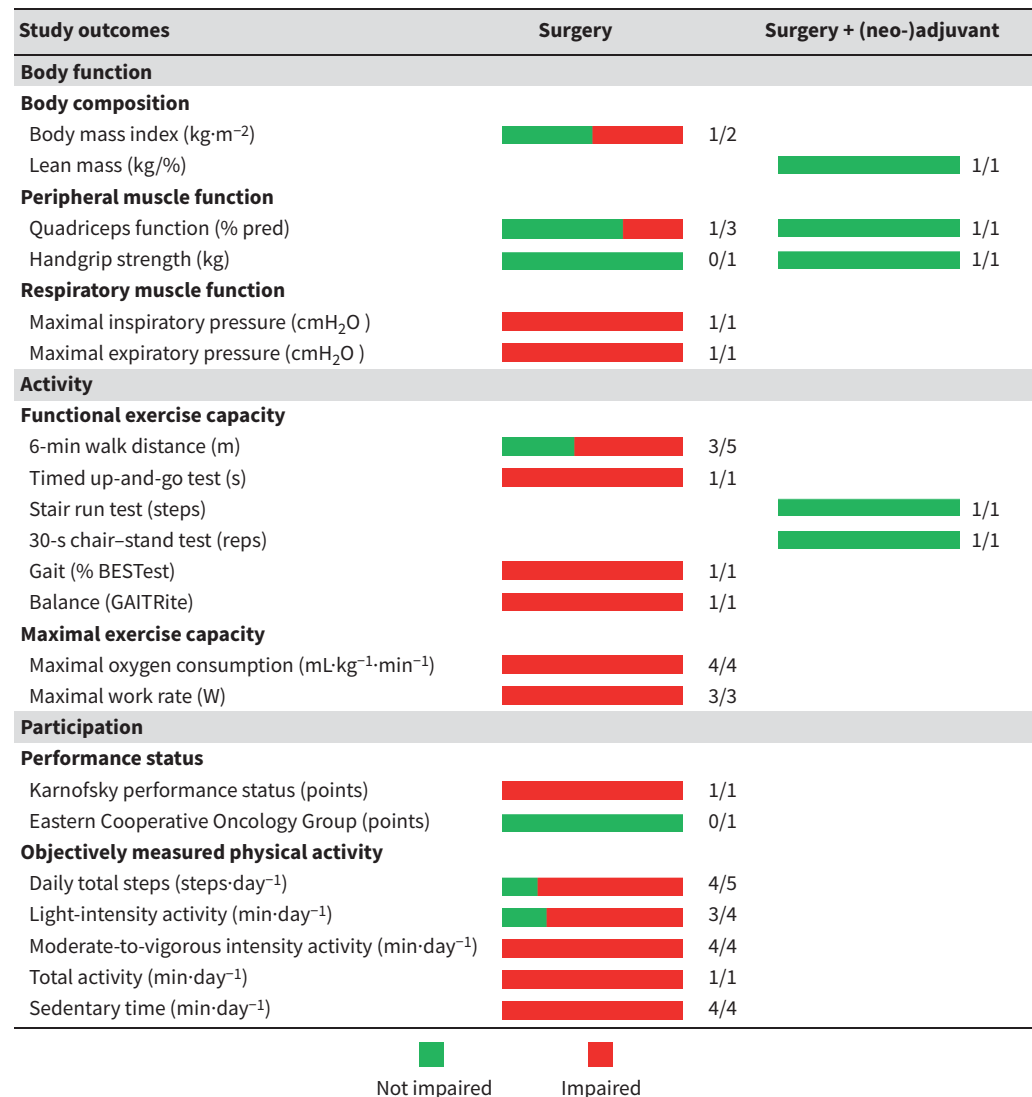 Study outcomes Surgery Surgery + (neo-)adjuvant
Body function
Body composition
Body mass index (kg·m⁻²) 1/2
Lean mass (kg/%) 1/1
Peripheral muscle function
Quadriceps function (% pred) 1/3 1/1
Handgrip strength (kg) 0/1 1/1
Respiratory muscle function
Maximal inspiratory pressure (cmH₂O ) 1/1
Maximal expiratory pressure (cmH₂O ) 1/1
Activity
Functional exercise capacity
6-min walk distance (m) 3/5
Timed up-and-go test (s) 1/1
Stair run test (steps) 1/1
30-s chair–stand test (reps) 1/1
Gait (% BESTest) 1/1
Balance (GAITRite) 1/1
Maximal exercise capacity
Maximal oxygen consumption (mL·kg⁻¹·min⁻¹) 4/4
Maximal work rate (W) 3/3
Participation
Performance status
Karnofsky performance status (points) 1/1
Eastern Cooperative Oncology Group (points) 0/1
Objectively measured physical activity
Daily total steps (steps·day⁻¹) 4/5
Light-intensity activity (min·day⁻¹) 3/4
Moderate-to-vigorous intensity activity (min·day⁻¹) 4/4
Total activity (min·day⁻¹) 1/1
Sedentary time (min·day⁻¹) 4/4
Not impaired Impaired